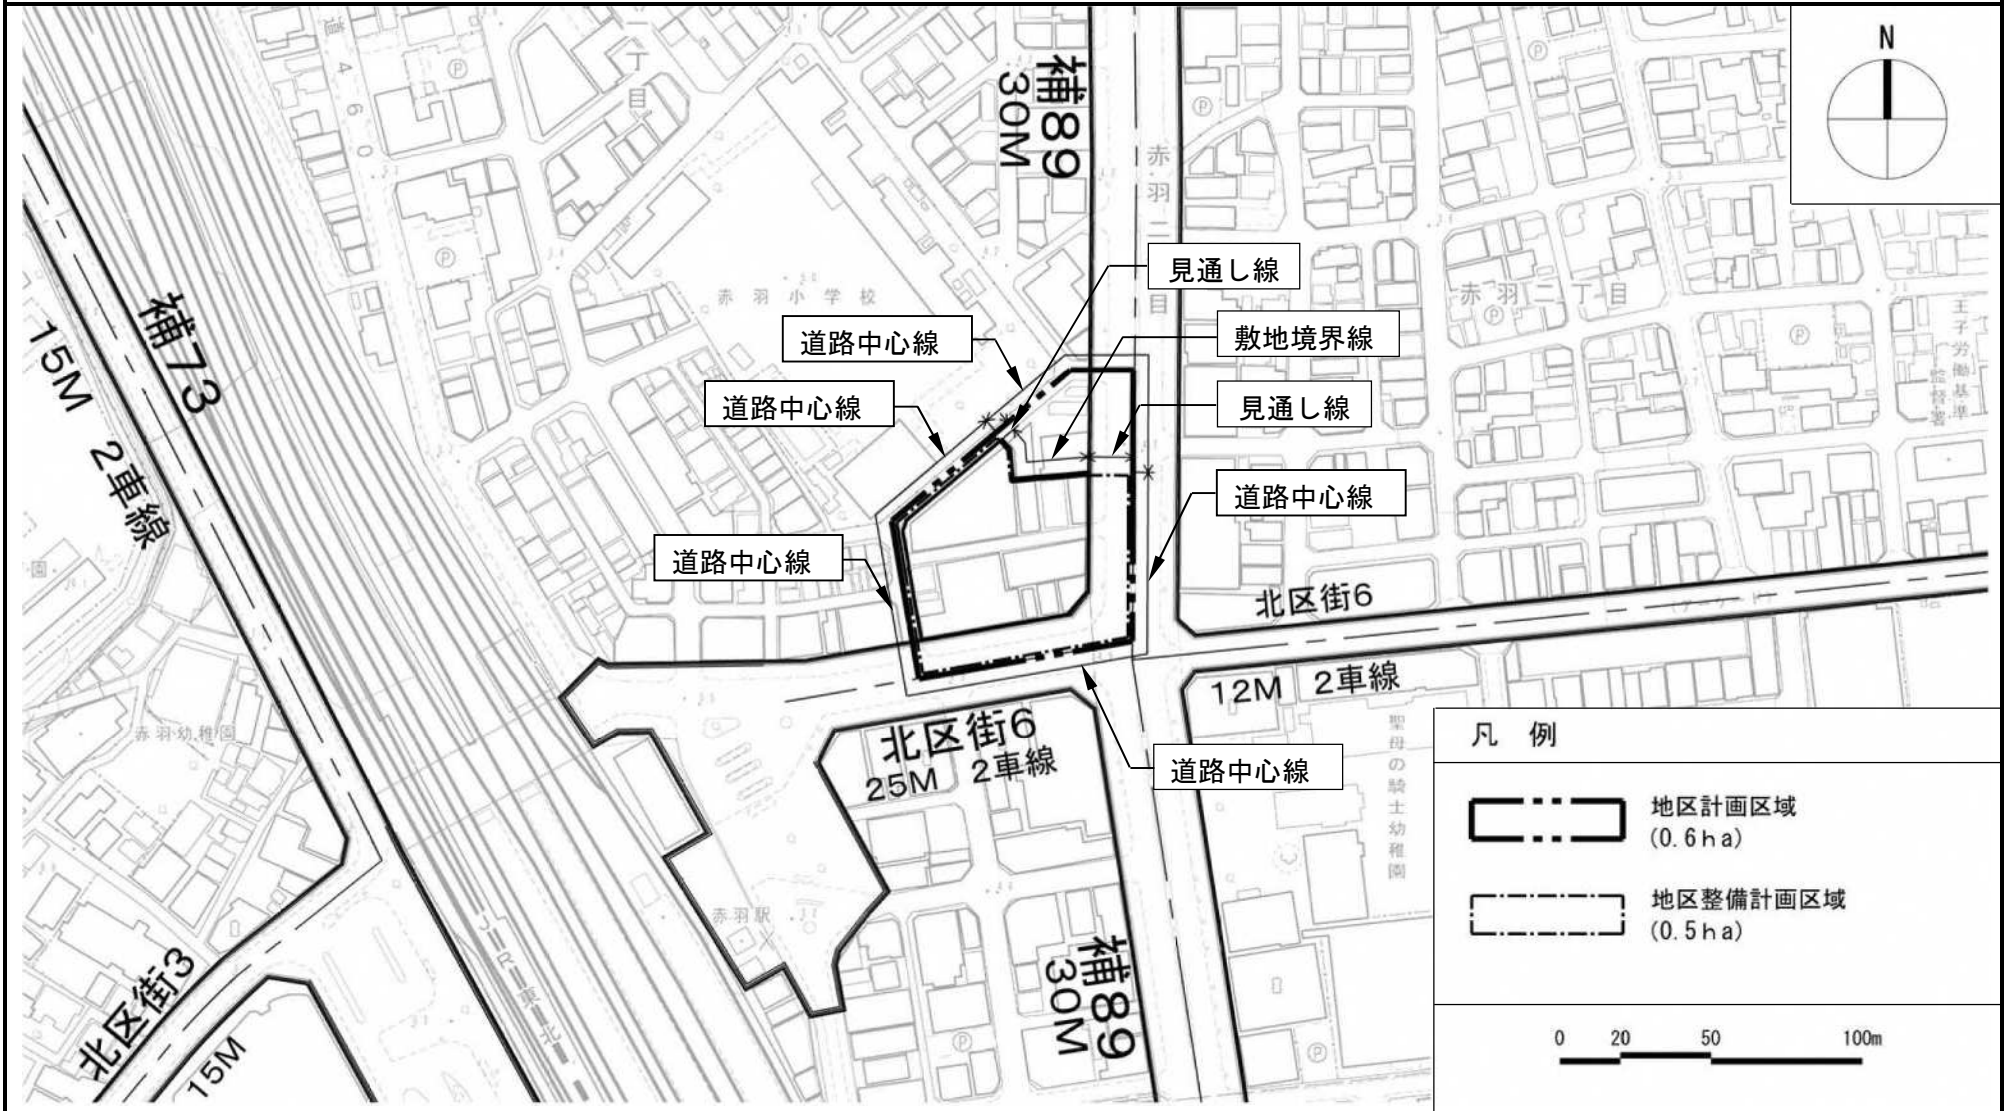 N
補89
30M
道460
一丁目
赤羽二
目
見通し線
赤羽小学校
道路中心線
敷地境界線
道路中心線
見通し線
赤羽二丁目
王子労働基準
監督署
補73
15M 2車線
道路中心線
道路中心線
北区街6
12M 2車線
赤羽幼稚園
園
北区街6
25M 2車線
道路中心線
聖母の騎士幼稚園
赤羽駅
補89
30M
北区街3
15M
凡 例
地区計画区域
(0.6ha)
地区整備計画区域
(0.5ha)
0 20 50 100m